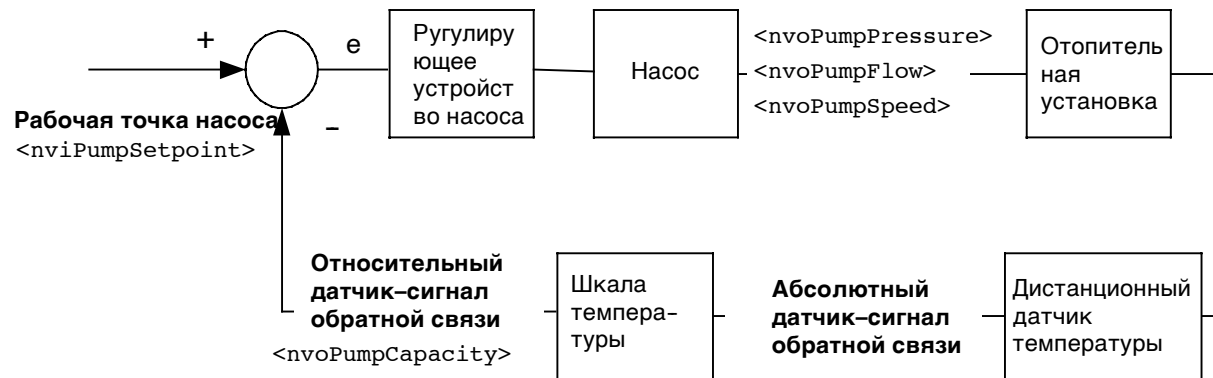 +
e
Ругулиру
ющее
устройст
во насоса
Насос
<nvoPumpPressure>
<nvoPumpFlow>
<nvoPumpSpeed>
Отопитель
ная
установка
Рабочая точка насоса
<nviPumpSetpoint>
–
Относительный
датчик–сигнал
обратной связи
<nvoPumpCapacity>
Шкала
темпера–
туры
Абсолютный
датчик–сигнал
обратной связи
Дистанционный
датчик
температуры